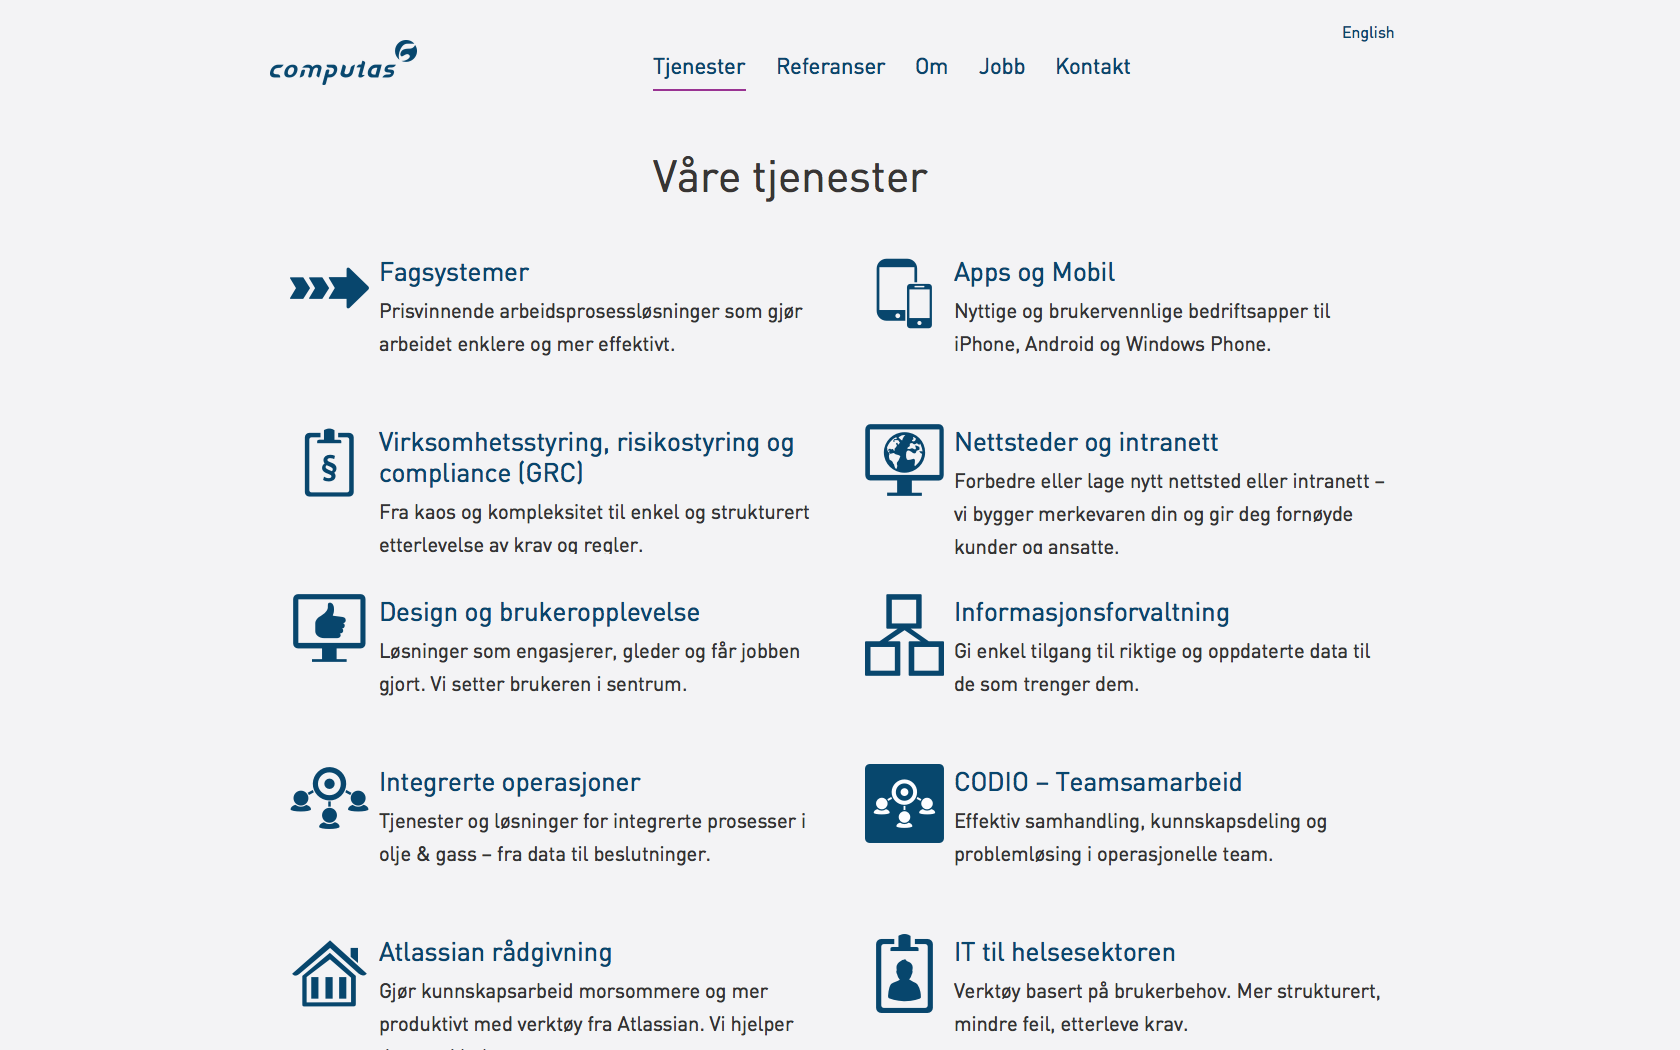 English
computas
Tjenester Referanser Om Jobb Kontakt
Våre tjenester
Fagsystemer
Prisvinnende arbeidsprosessløsninger som gjør
arbeidet enklere og mer effektivt.
Apps og Mobil
Nyttige og brukervennlige bedriftsapper til
iPhone, Android og Windows Phone.
§
Virksomhetsstyring, risikostyring og
compliance (GRC)
Fra kaos og kompleksitet til enkel og strukturert
etterlevelse av krav og regler.
Nettsteder og intranett
Forbedre eller lage nytt nettsted eller intranett –
vi bygger merkevaren din og gir deg fornøyde
kunder og ansatte.
Design og brukeropplevelse
Løsninger som engasjerer, gleder og får jobben
gjort. Vi setter brukeren i sentrum.
Informasjonsforvaltning
Gi enkel tilgang til riktige og oppdaterte data til
de som trenger dem.
Integrerte operasjoner
Tjenester og løsninger for integrerte prosesser i
olje & gass – fra data til beslutninger.
CODIO – Teamsamarbeid
Effektiv samhandling, kunnskapsdeling og
problemløsing i operasjonelle team.
Atlassian rådgivning
Gjør kunnskapsarbeid morsommere og mer
produktivt med verktøy fra Atlassian. Vi hjelper
IT til helsesektoren
Verktøy basert på brukerbehov. Mer strukturert,
mindre feil, etterleve krav.